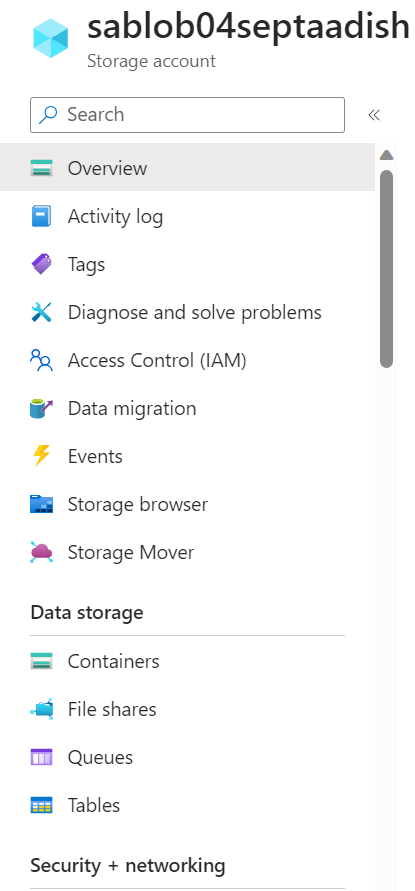 sablob04septaadish
Storage account
Search
Overview
Activity log
Tags
Diagnose and solve problems
Access Control (IAM)
Data migration
Events
Storage browser
Storage Mover
Data storage
Containers
File shares
Queues
Tables
Security + networking